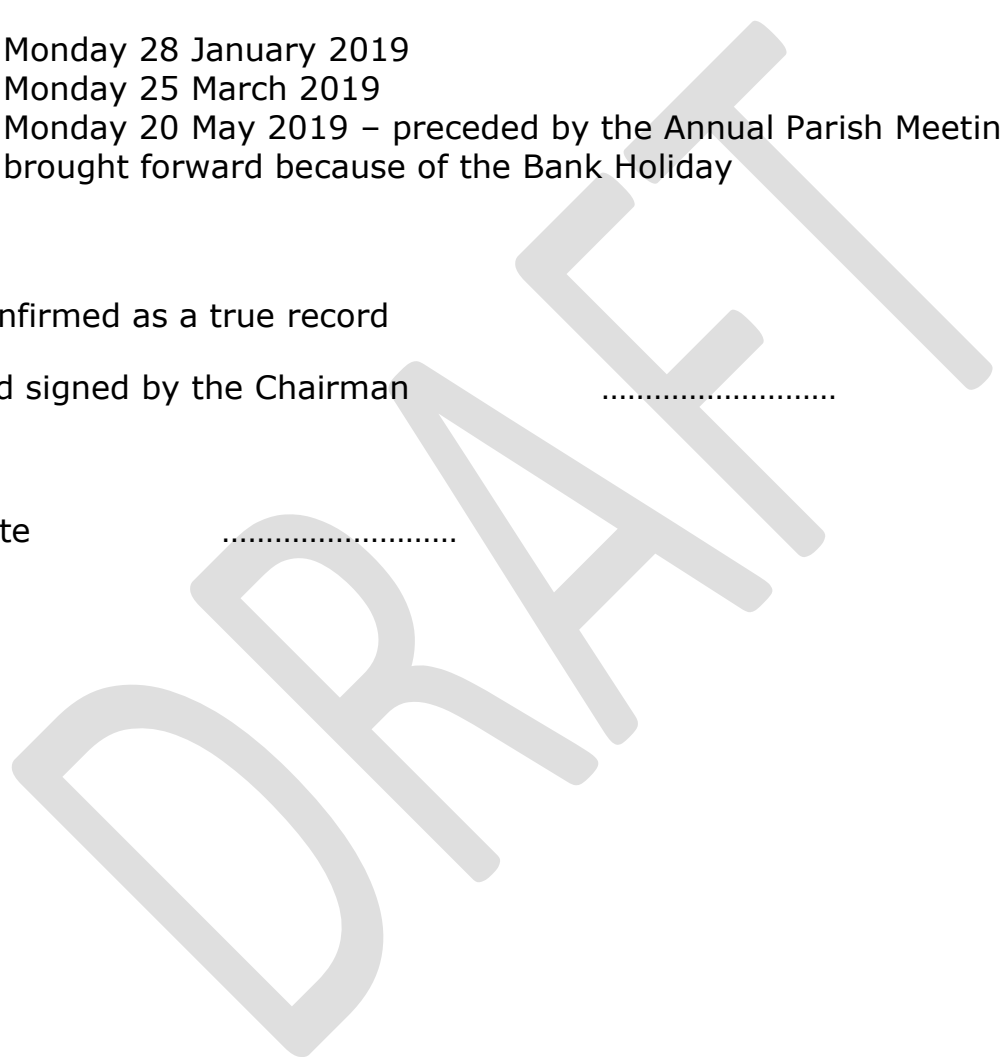 Monday 28 January 2019
Monday 25 March 2019
Monday 20 May 2019 – preceded by the Annual Parish Meetin
brought forward because of the Bank Holiday
nfirmed as a true record
d signed by the Chairman ...........................
te ...........................
DRAFT